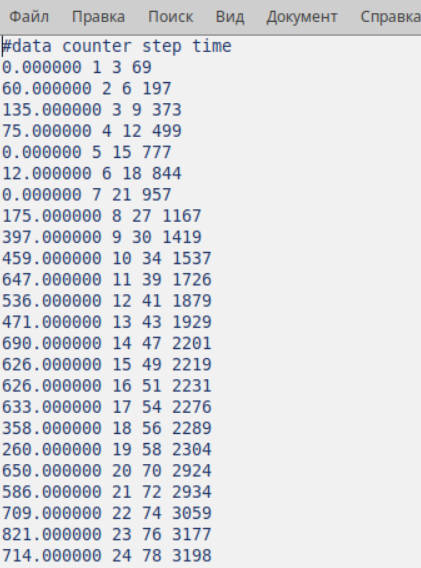 Файл Правка Поиск Вид Документ Справка
#data counter step time
0.000000 1 3 69
60.000000 2 6 197
135.000000 3 9 373
75.000000 4 12 499
0.000000 5 15 777
12.000000 6 18 844
0.000000 7 21 957
175.000000 8 27 1167
397.000000 9 30 1419
459.000000 10 34 1537
647.000000 11 39 1726
536.000000 12 41 1879
471.000000 13 43 1929
690.000000 14 47 2201
626.000000 15 49 2219
626.000000 16 51 2231
633.000000 17 54 2276
358.000000 18 56 2289
260.000000 19 58 2304
650.000000 20 70 2924
586.000000 21 72 2934
709.000000 22 74 3059
821.000000 23 76 3177
714.000000 24 78 3198